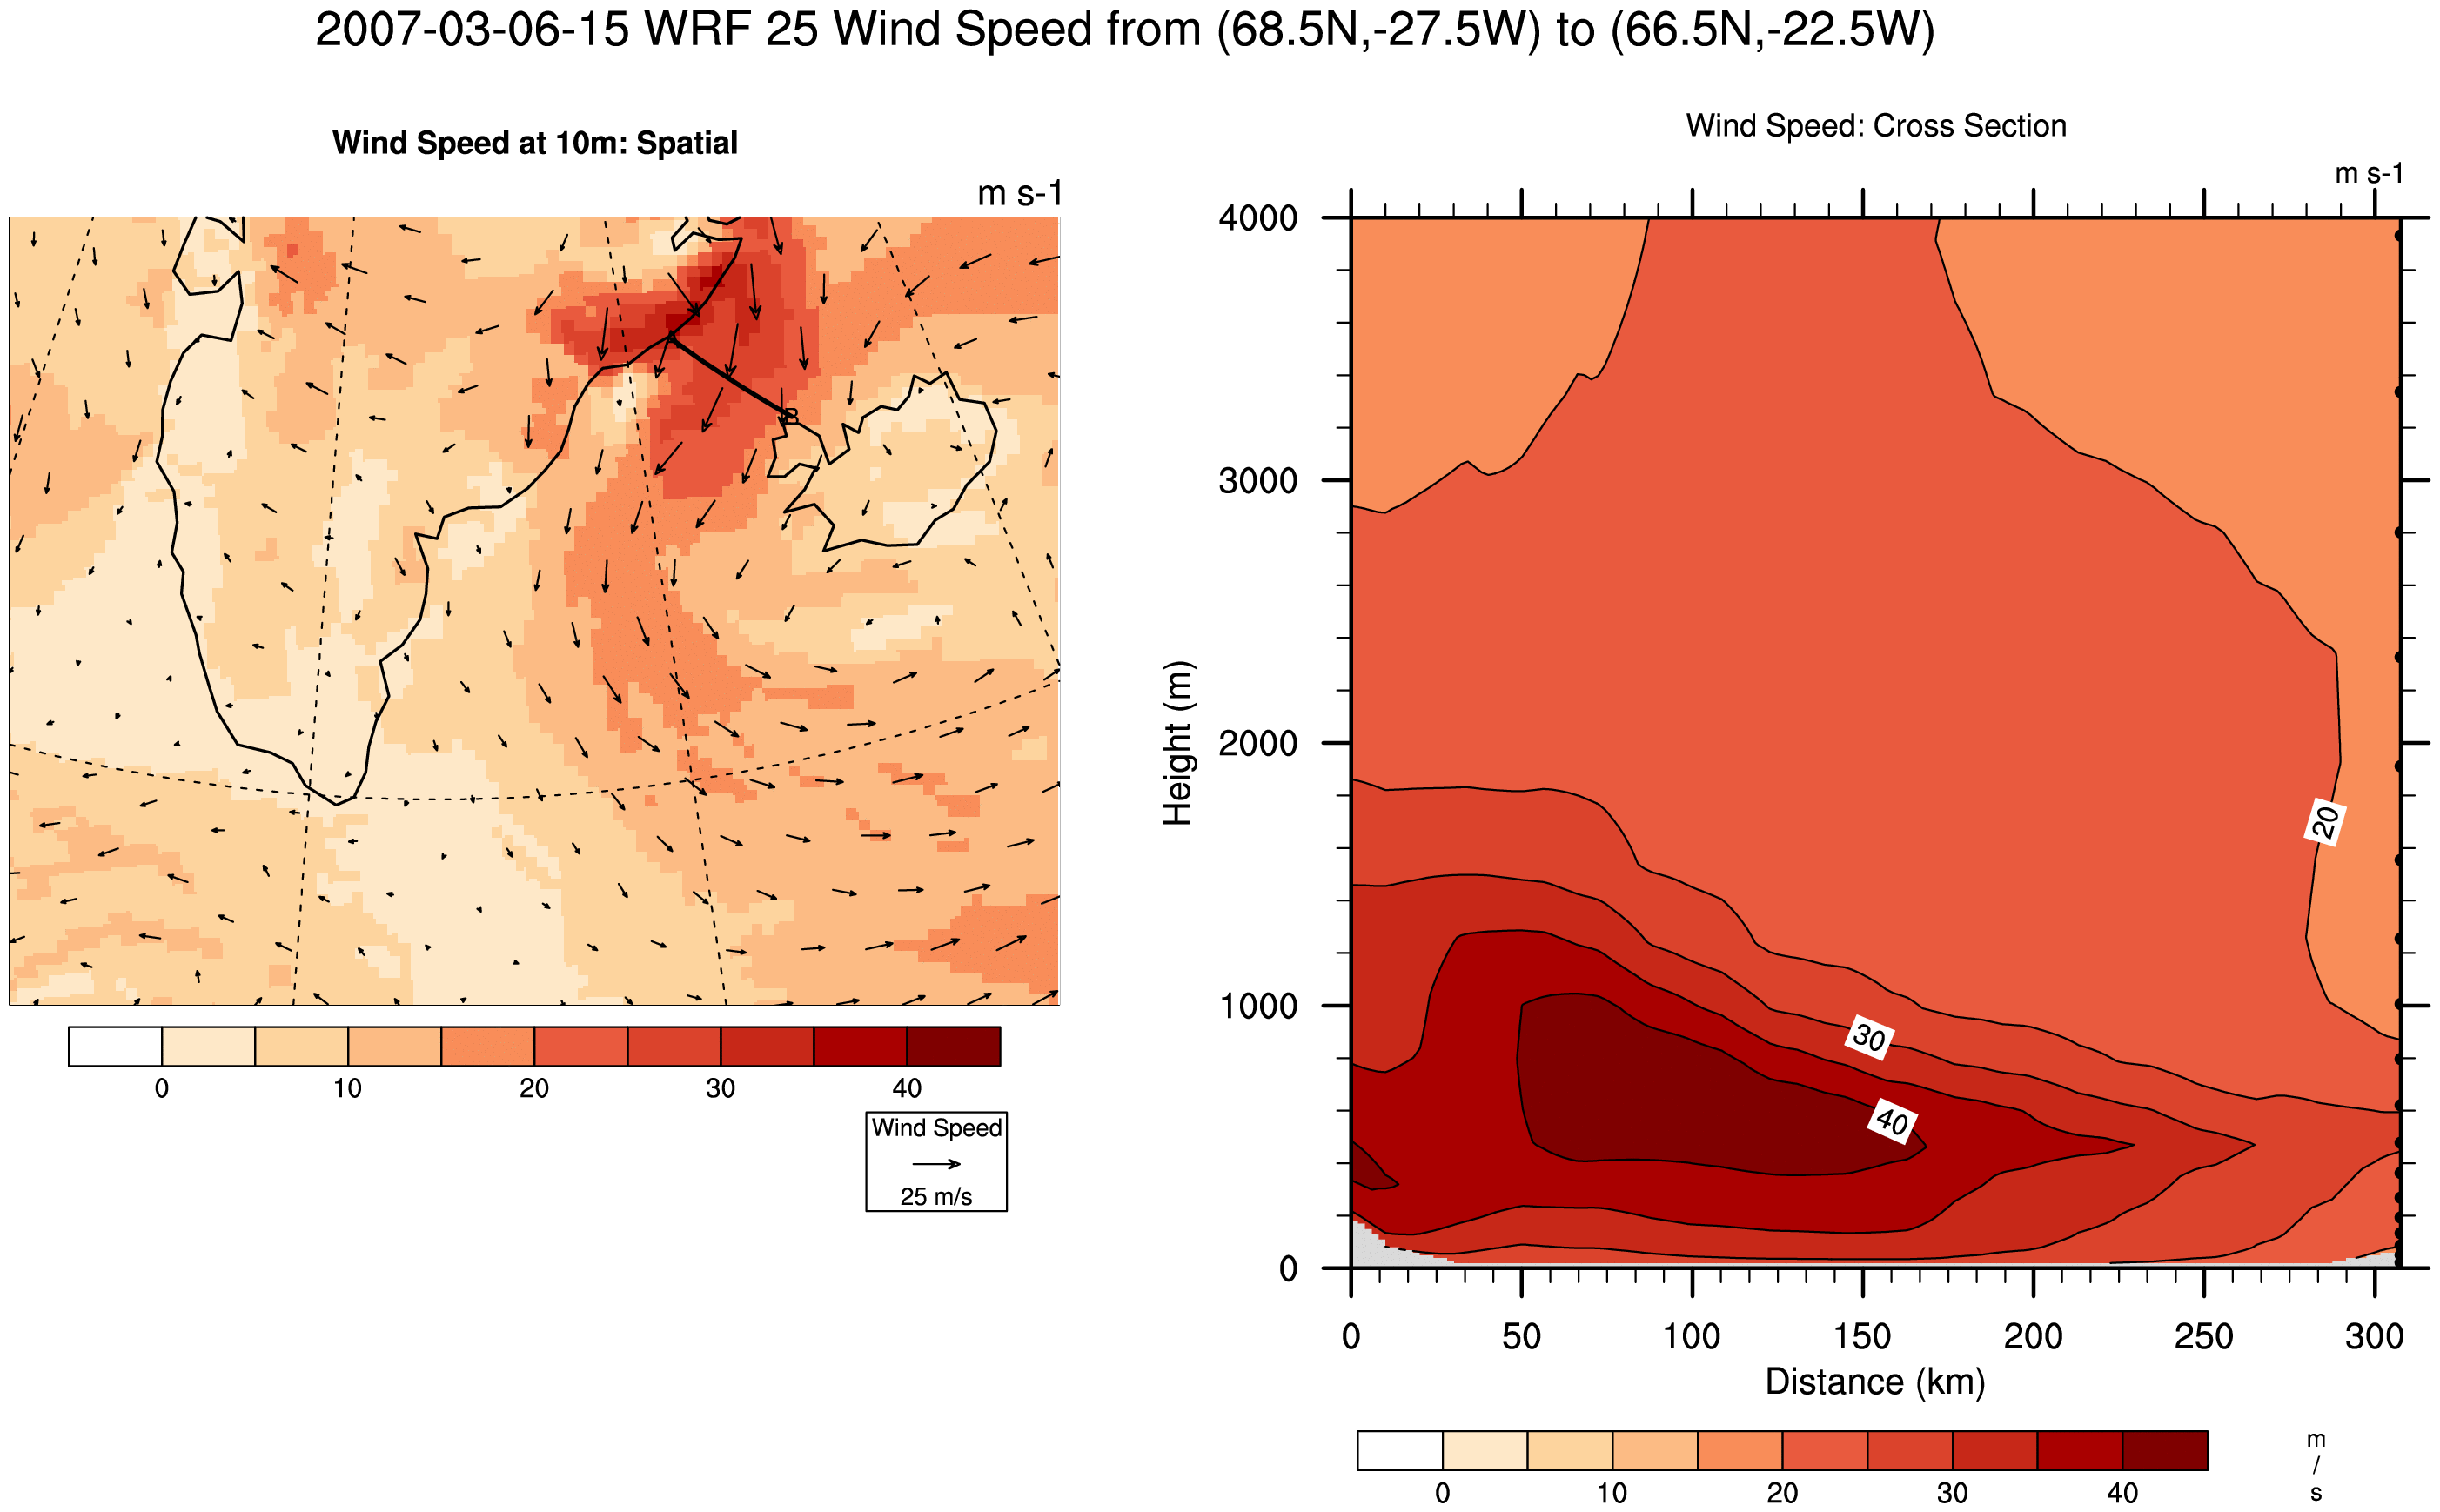 2007-03-06-15 WRF 25 Wind Speed from (68.5N,-27.5W) to (66.5N,-22.5W)
Wind Speed at 10m: Spatial
m s-1
A
B
0 10 20 30 40
Wind Speed
25 m/s
Wind Speed: Cross Section
m s-1
4000
3000
2000
1000
0
Height (m)
20
30
40
0 50 100 150 200 250 300
Distance (km)
0 10 20 30 40
m
/
s